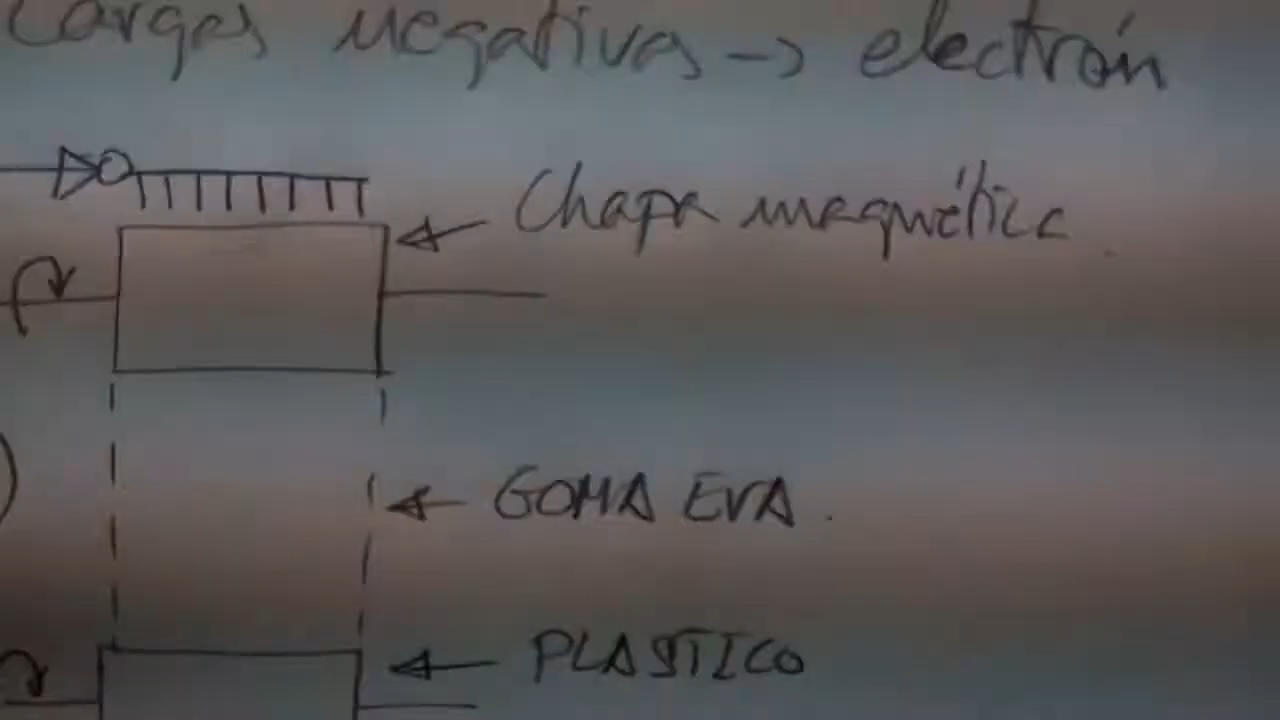 Cargas negativas -> electrón
Chapa magnética.
GOMA EVA.
PLASTICO